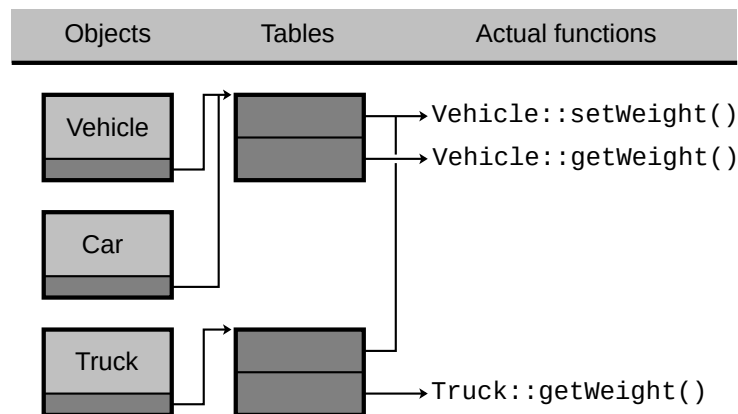 Objects Tables Actual functions
Vehicle
Vehicle::setWeight()
Vehicle::getWeight()
Car
Truck
Truck::getWeight()